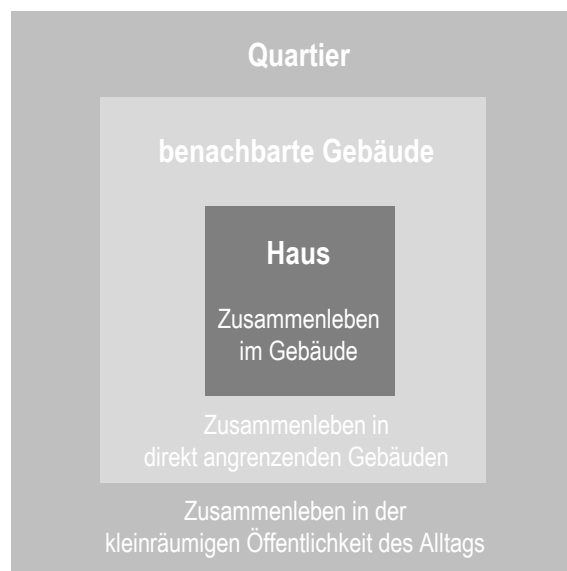 Quartier
benachbarte Gebäude
Haus
Zusammenleben
im Gebäude
Zusammenleben in
direkt angrenzenden Gebäuden
Zusammenleben in der
kleinräumigen Öffentlichkeit des Alltags